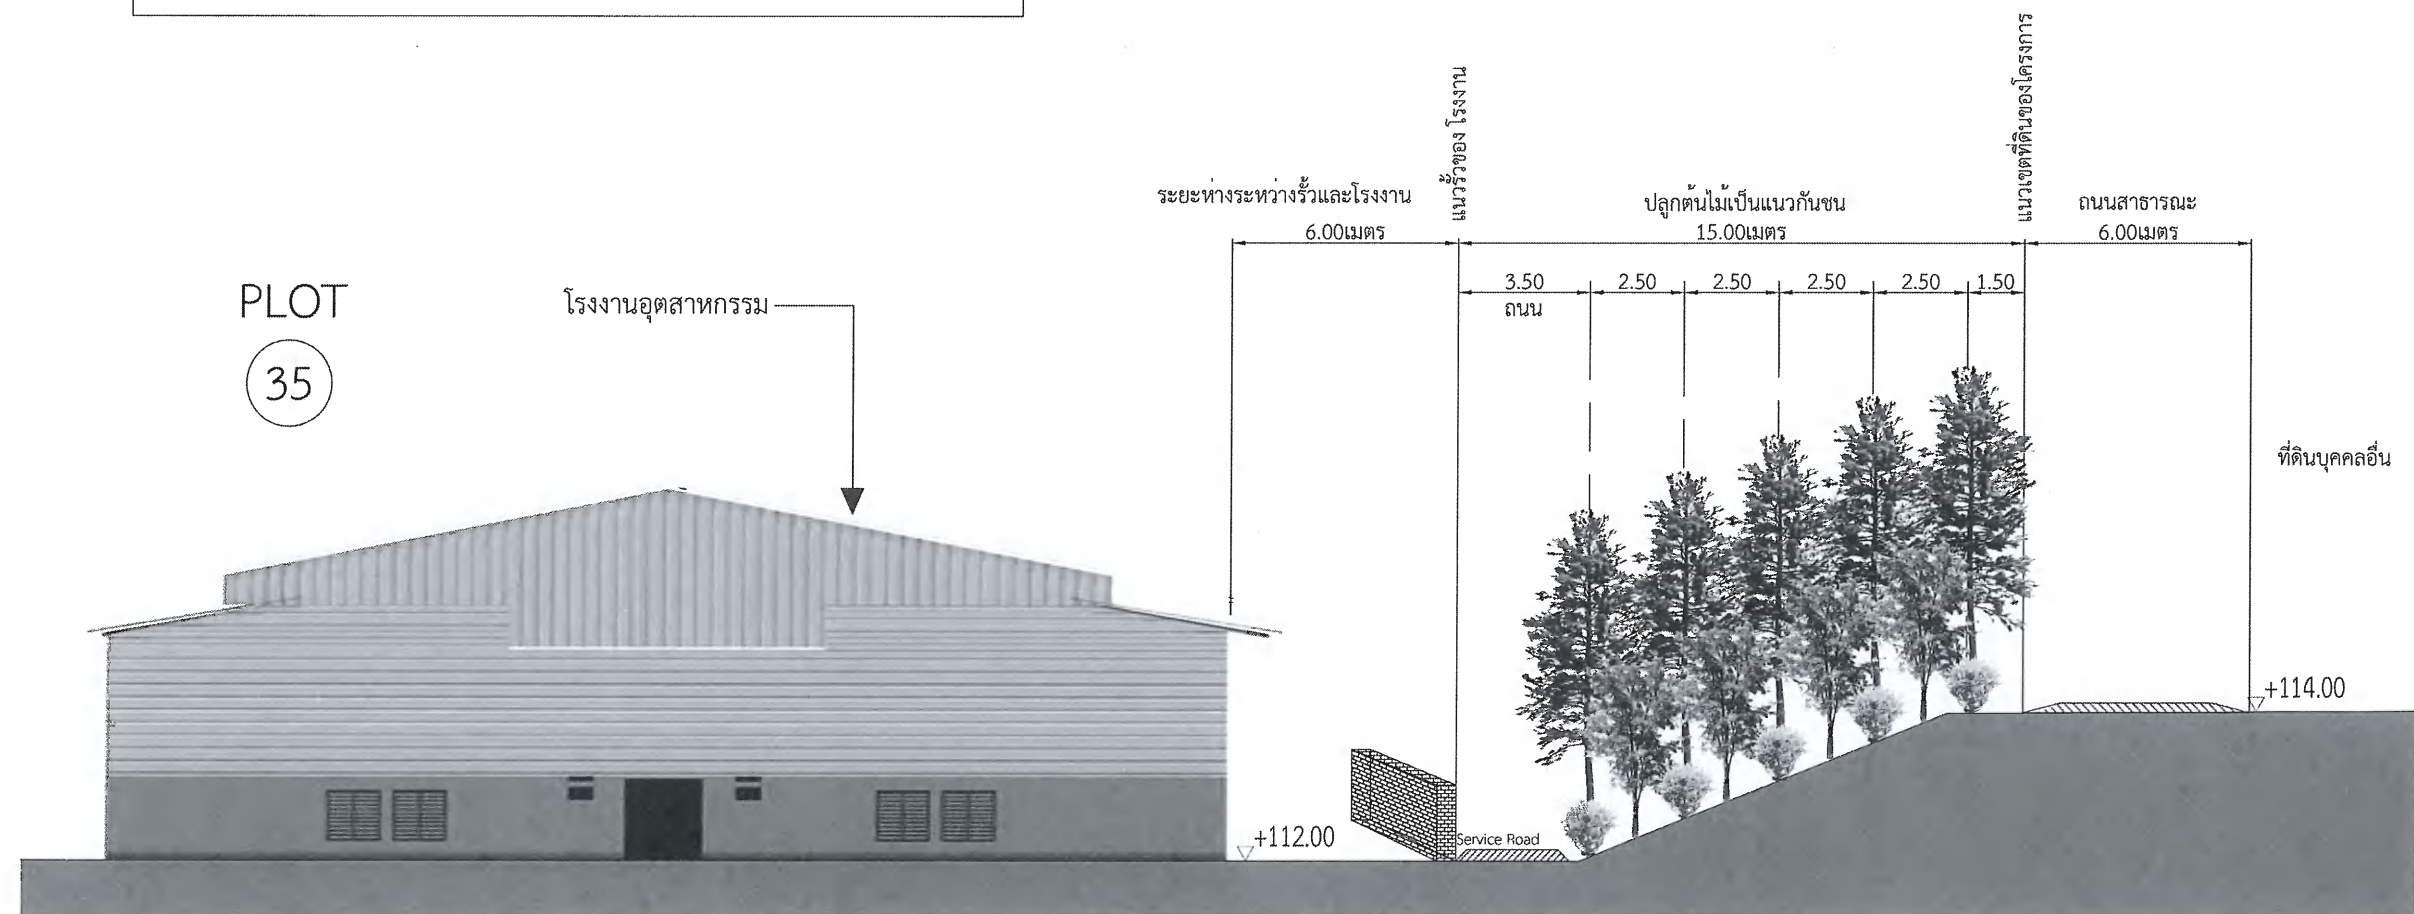 แนวรั้วของ โรงงาน
แนวเขตที่ดินของโครงการ
ระยะห่างระหว่างรั้วและโรงงาน
6.00เมตร
ปลูกต้นไม้เป็นแนวกันชน
15.00เมตร
ถนนสาธารณะ
6.00เมตร
3.50
2.50
2.50
2.50
2.50
1.50
ถนน
PLOT
35
โรงงานอุตสาหกรรม
ที่ดินบุคคลอื่น
+114.00
+112.00
Service Road